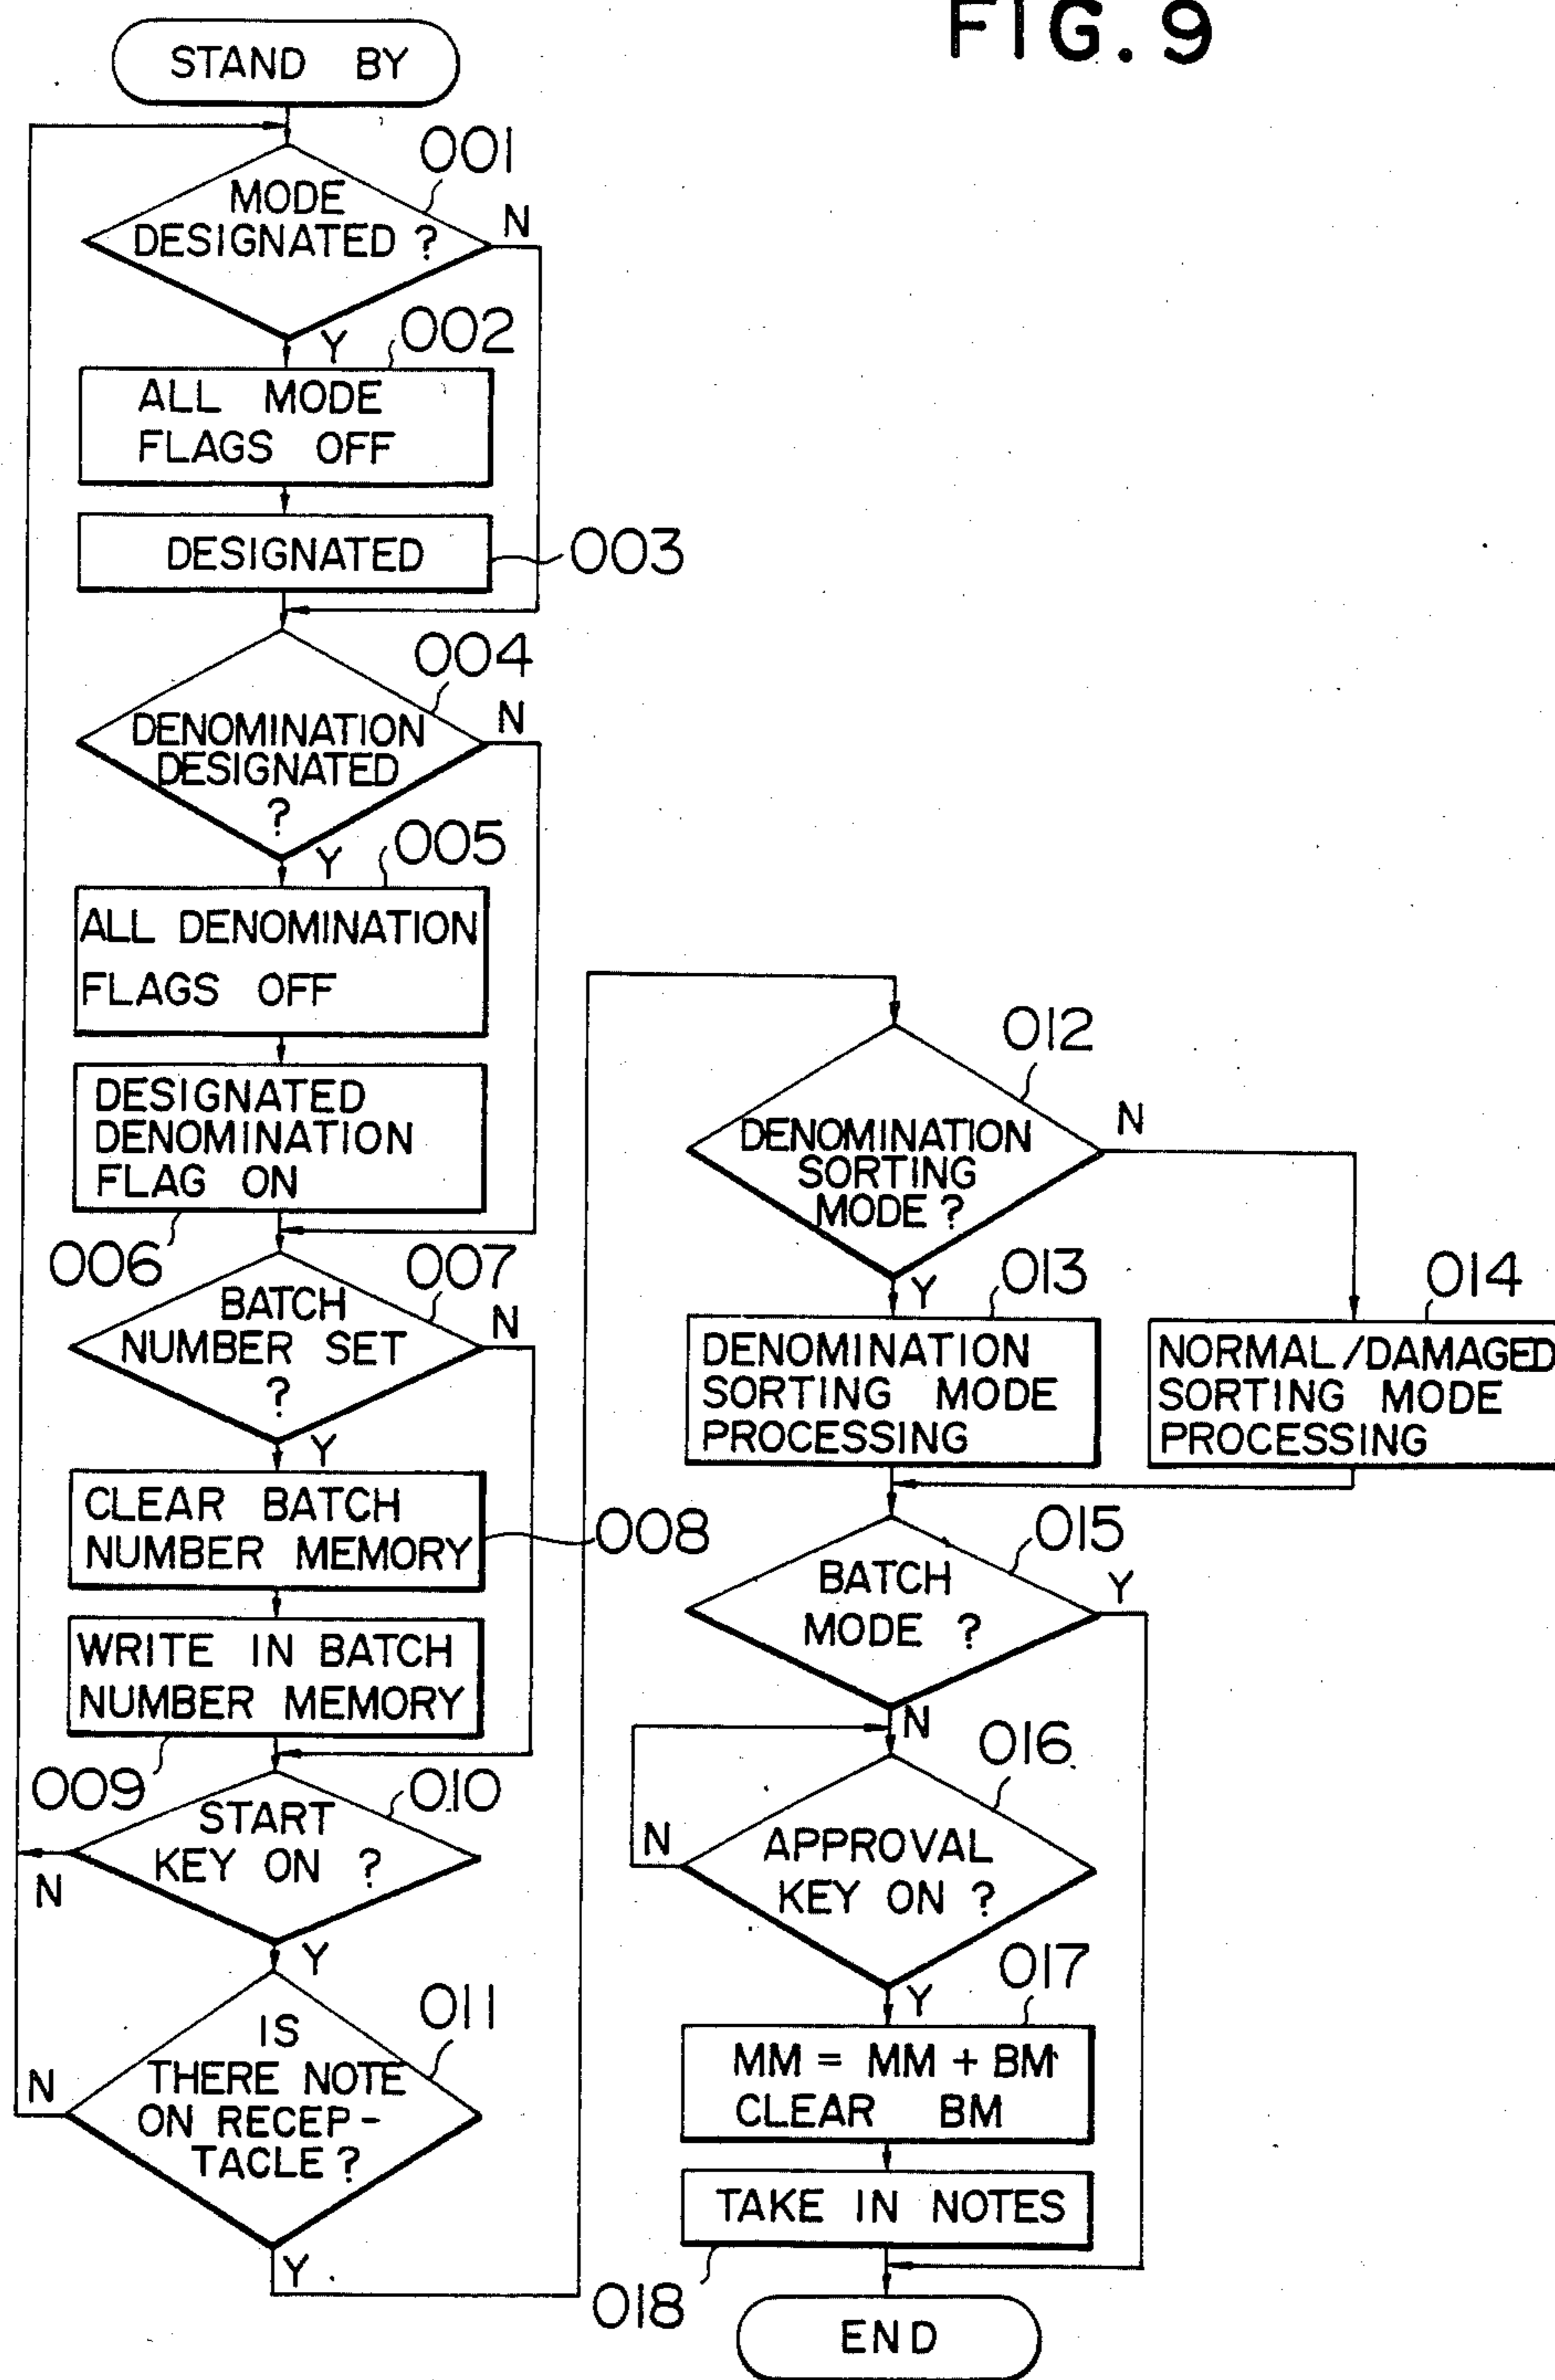 FIG. 9
STAND BY
001
MODE
DESIGNATED ?
N
Y
002
ALL MODE
FLAGS OFF
DESIGNATED
003
004
DENOMINATION
DESIGNATED
?
N
Y
005
ALL DENOMINATION
FLAGS OFF
DESIGNATED
DENOMINATION
FLAG ON
006
007
BATCH
NUMBER SET
?
N
Y
CLEAR BATCH
NUMBER MEMORY
008
WRITE IN BATCH
NUMBER MEMORY
009
010
START
KEY ON ?
N
Y
011
IS
THERE NOTE
ON RECEP-
TACLE ?
N
Y
012
DENOMINATION
SORTING
MODE ?
N
Y
013
DENOMINATION
SORTING MODE
PROCESSING
014
NORMAL/DAMAGED
SORTING MODE
PROCESSING
015
BATCH
MODE ?
Y
N
016
APPROVAL
KEY ON ?
N
Y
017
MM = MM + BM
CLEAR BM
TAKE IN NOTES
018
END